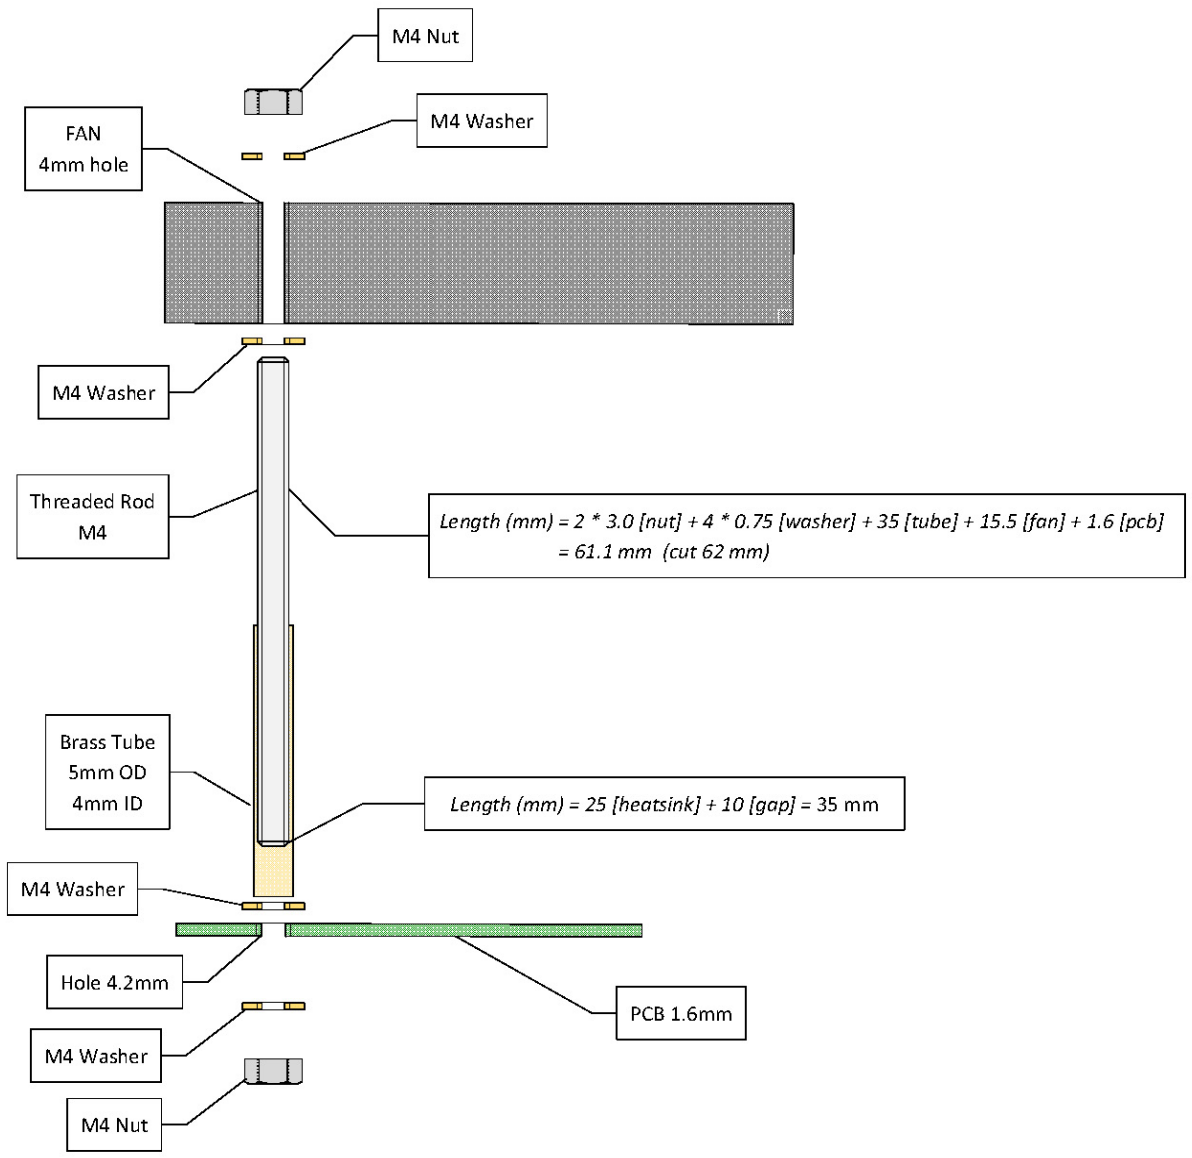 M4 Nut
M4 Washer
FAN
4mm hole
M4 Washer
Threaded Rod
M4
Length (mm) = 2 * 3.0 [nut] + 4 * 0.75 [washer] + 35 [tube] + 15.5 [fan] + 1.6 [pcb]
= 61.1 mm (cut 62 mm)
Brass Tube
5mm OD
4mm ID
Length (mm) = 25 [heatsink] + 10 [gap] = 35 mm
M4 Washer
Hole 4.2mm
PCB 1.6mm
M4 Washer
M4 Nut